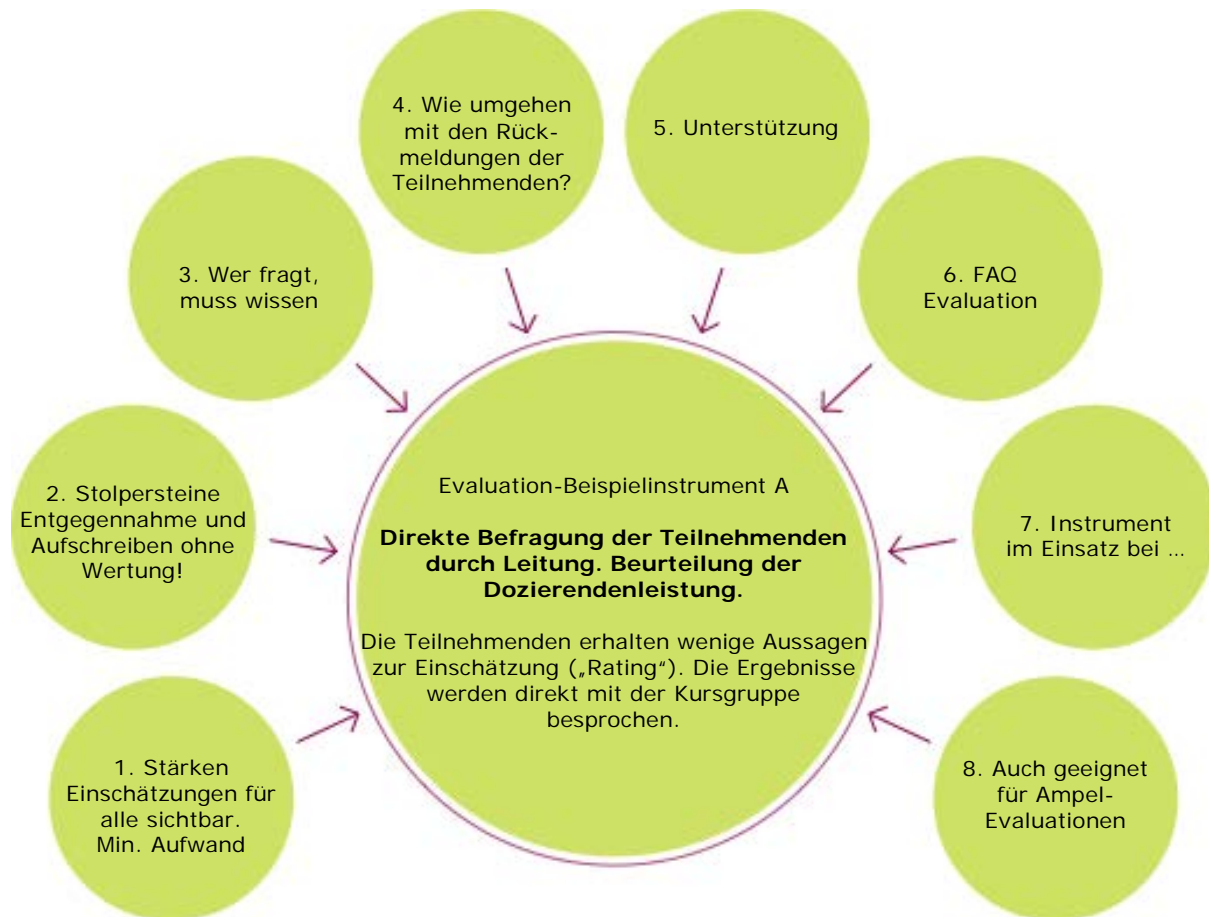 4. Wie umgehen
mit den Rück-
meldungen der
Teilnehmenden?
5. Unterstützung
3. Wer fragt,
muss wissen
6. FAQ
Evaluation
2. Stolpersteine
Entgegennahme und
Aufschreiben ohne
Wertung!
Evaluation-Beispielinstrument A
Direkte Befragung der Teilnehmenden
durch Leitung. Beurteilung der
Dozierendenleistung.
Die Teilnehmenden erhalten wenige Aussagen
zur Einschätzung („Rating“). Die Ergebnisse
werden direkt mit der Kursgruppe
besprochen.
7. Instrument
im Einsatz bei ...
1. Stärken
Einschätzungen für
alle sichtbar.
Min. Aufwand
8. Auch geeignet
für Ampel-
Evaluationen